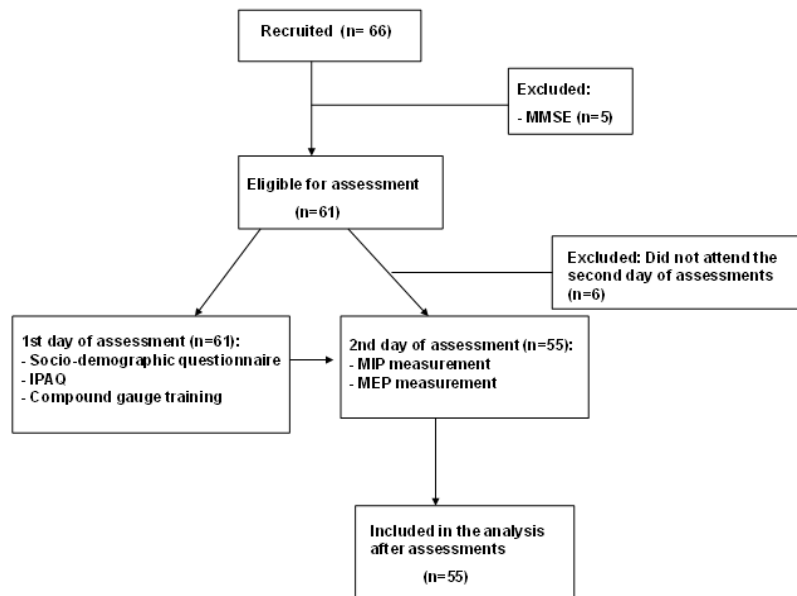 Recruited (n= 66)
Excluded:
- MMSE (n=5)
Eligible for assessment
(n=61)
Excluded: Did not attend the
second day of assessments
(n=6)
1st day of assessment (n=61):
- Socio-demographic questionnaire
- IPAQ
- Compound gauge training
2nd day of assessment (n=55):
- MIP measurement
- MEP measurement
Included in the analysis
after assessments
(n=55)